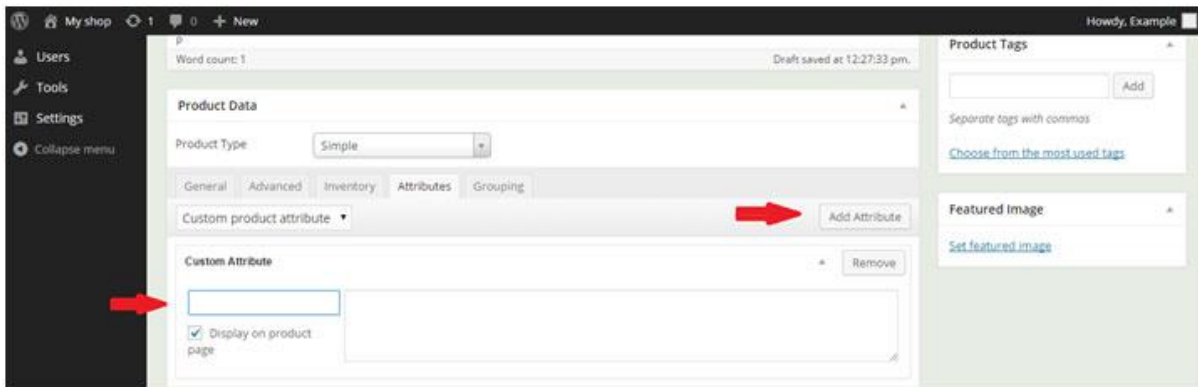 My shop 1 0 + New Howdy, Example
Users
Tools
Settings
Collapse menu
p
Word count: 1 Draft saved at 12:27:33 pm.
Product Data
Product Type Simple
General Advanced Inventory Attributes Grouping
Custom product attribute Add Attribute
Custom Attribute Remove
Display on product
page
Product Tags
Add
Separate tags with commas
Choose from the most used tags
Featured Image
Set featured image